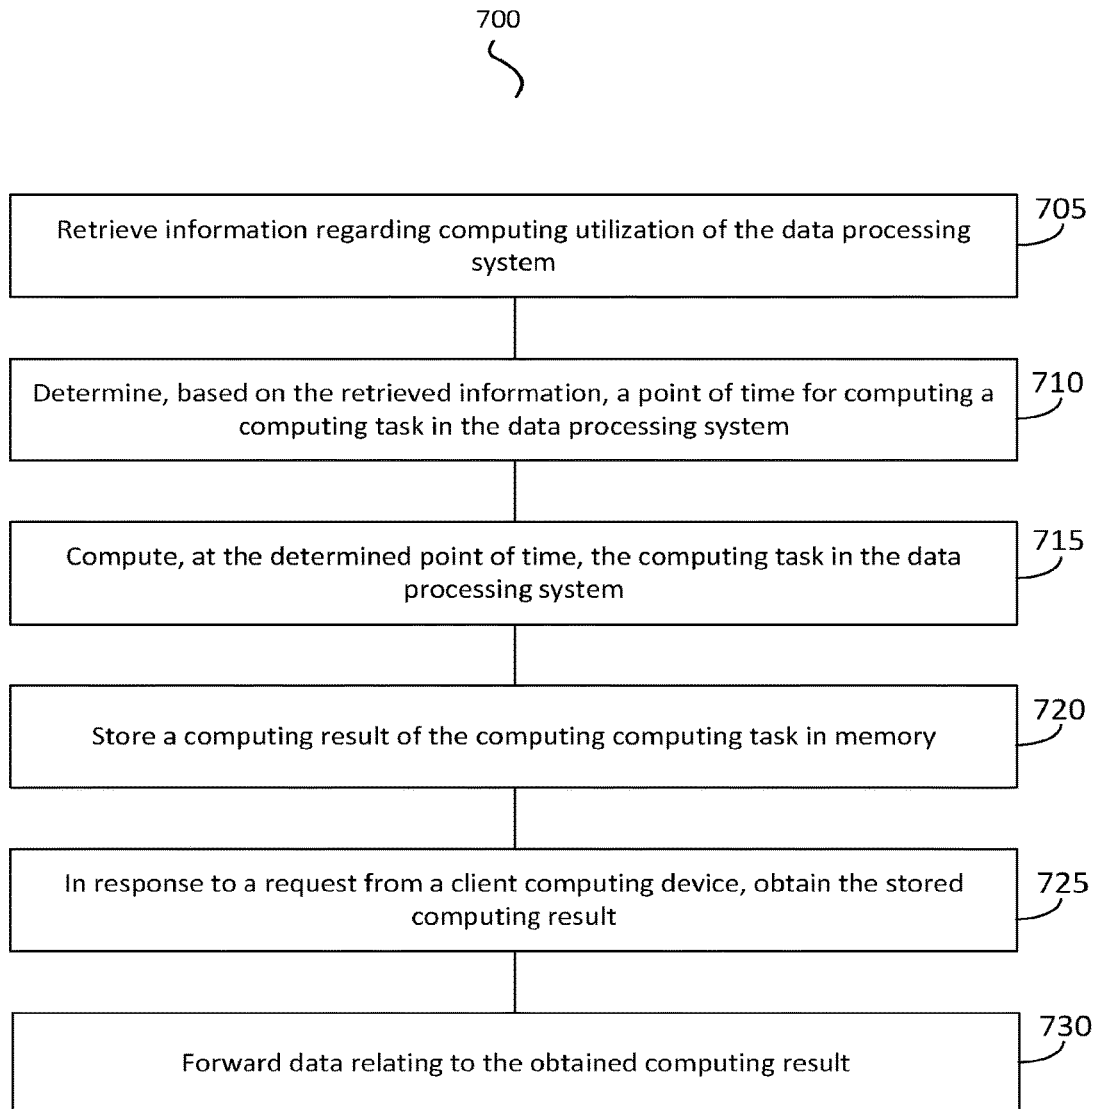 700
Retrieve information regarding computing utilization of the data processing
system
705
Determine, based on the retrieved information, a point of time for computing a
computing task in the data processing system
710
Compute, at the determined point of time, the computing task in the data
processing system
715
Store a computing result of the computing computing task in memory
720
In response to a request from a client computing device, obtain the stored
computing result
725
Forward data relating to the obtained computing result
730